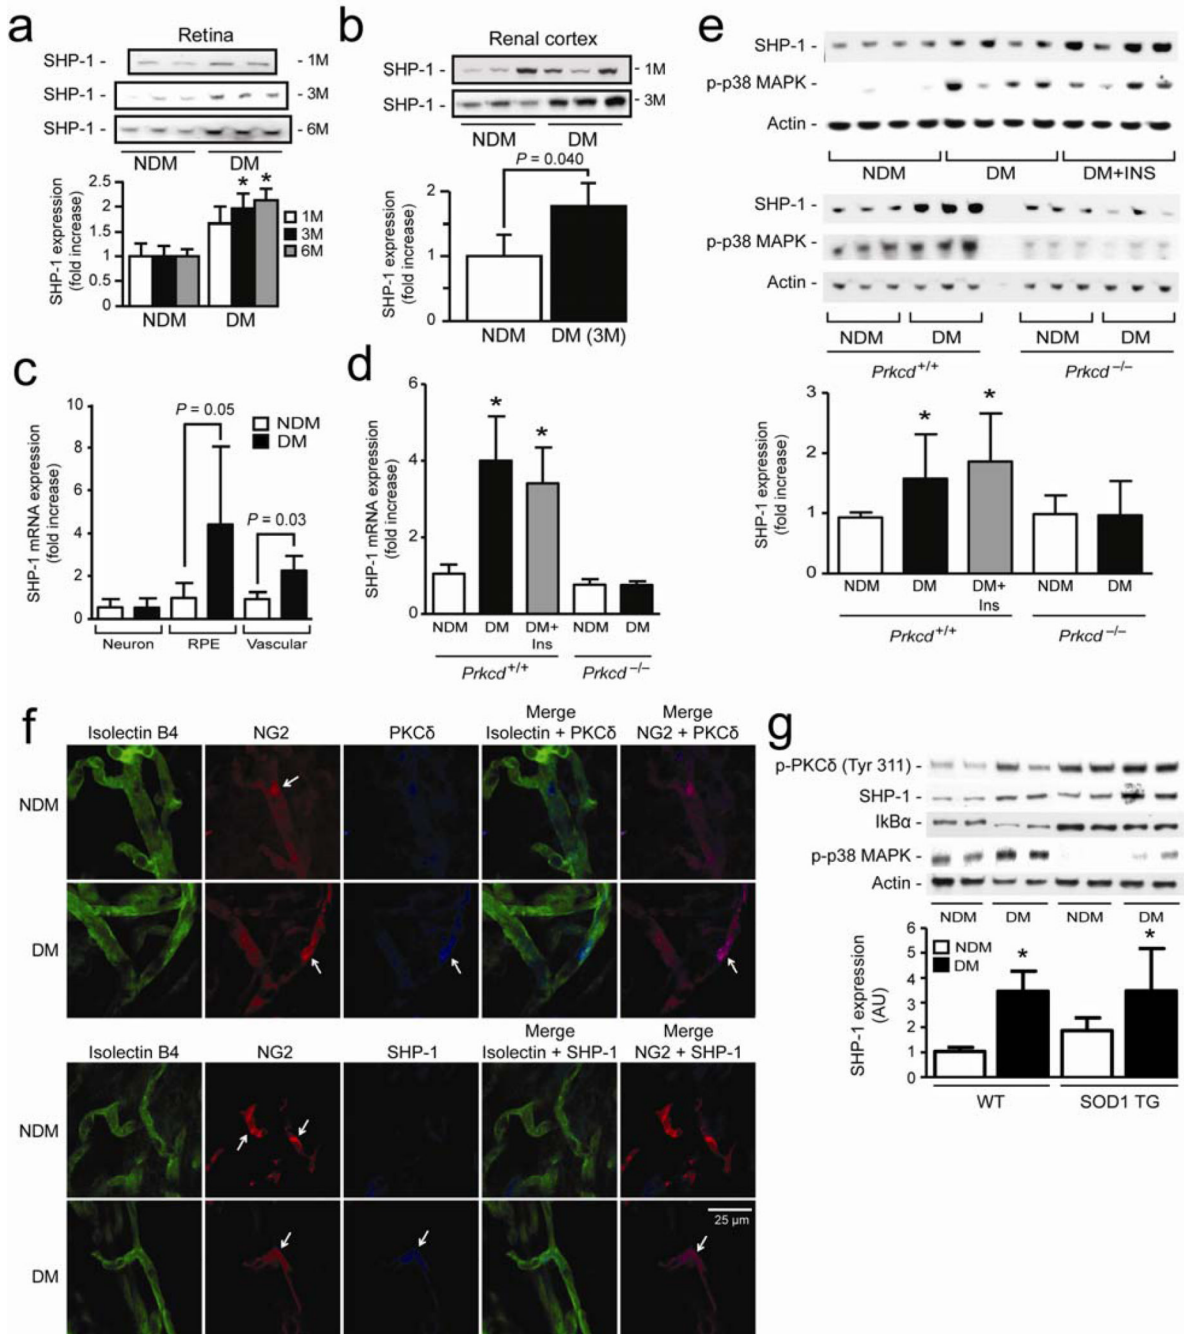 a
Retina
SHP-1 - - 1M
SHP-1 - - 3M
SHP-1 - - 6M
NDM DM
SHP-1 expression
(fold increase)
2.5
2
1.5
1
0.5
0
* *
1M
3M
6M
NDM DM
b
Renal cortex
SHP-1 - - 1M
SHP-1 - - 3M
NDM DM
P = 0.040
SHP-1 expression
(fold increase)
2
1
0
NDM DM (3M)
c
SHP-1 mRNA expression
(fold increase)
10
8
6
4
2
0
P = 0.05
P = 0.03
NDM
DM
Neuron RPE Vascular
d
SHP-1 mRNA expression
(fold increase)
6
4
2
0
* *
NDM DM DM+ NDM DM
Ins
Prkcd +/+ Prkcd –/–
e
SHP-1 -
p-p38 MAPK -
Actin -
NDM DM DM+INS
SHP-1 -
p-p38 MAPK -
Actin -
NDM DM NDM DM
Prkcd +/+ Prkcd –/–
SHP-1 expression
(fold increase)
3
2
1
0
* *
NDM DM DM+ NDM DM
Ins
Prkcd +/+ Prkcd –/–
f
Isolectin B4 NG2 PKCδ Merge Isolectin + PKCδ Merge NG2 + PKCδ
NDM
DM
Isolectin B4 NG2 SHP-1 Merge Isolectin + SHP-1 Merge NG2 + SHP-1
NDM
25 µm
DM
g
p-PKCδ (Tyr 311) -
SHP-1 -
IkBα -
p-p38 MAPK -
Actin -
NDM DM NDM DM
SHP-1 expression
(AU)
6
5
4
3
2
1
0
NDM
DM
* *
WT SOD1 TG